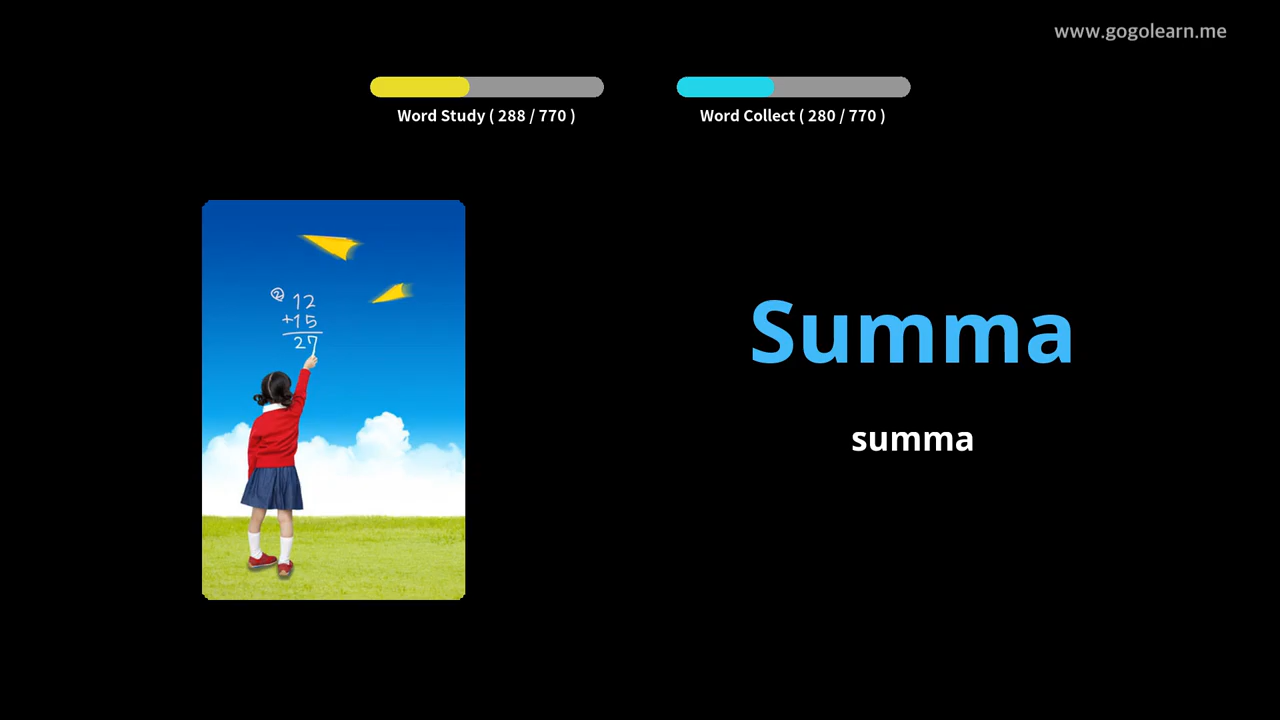 www.gogolearn.me
Word Study ( 288 / 770 )
Word Collect ( 280 / 770 )
② 12
+15
27
Summa
summa